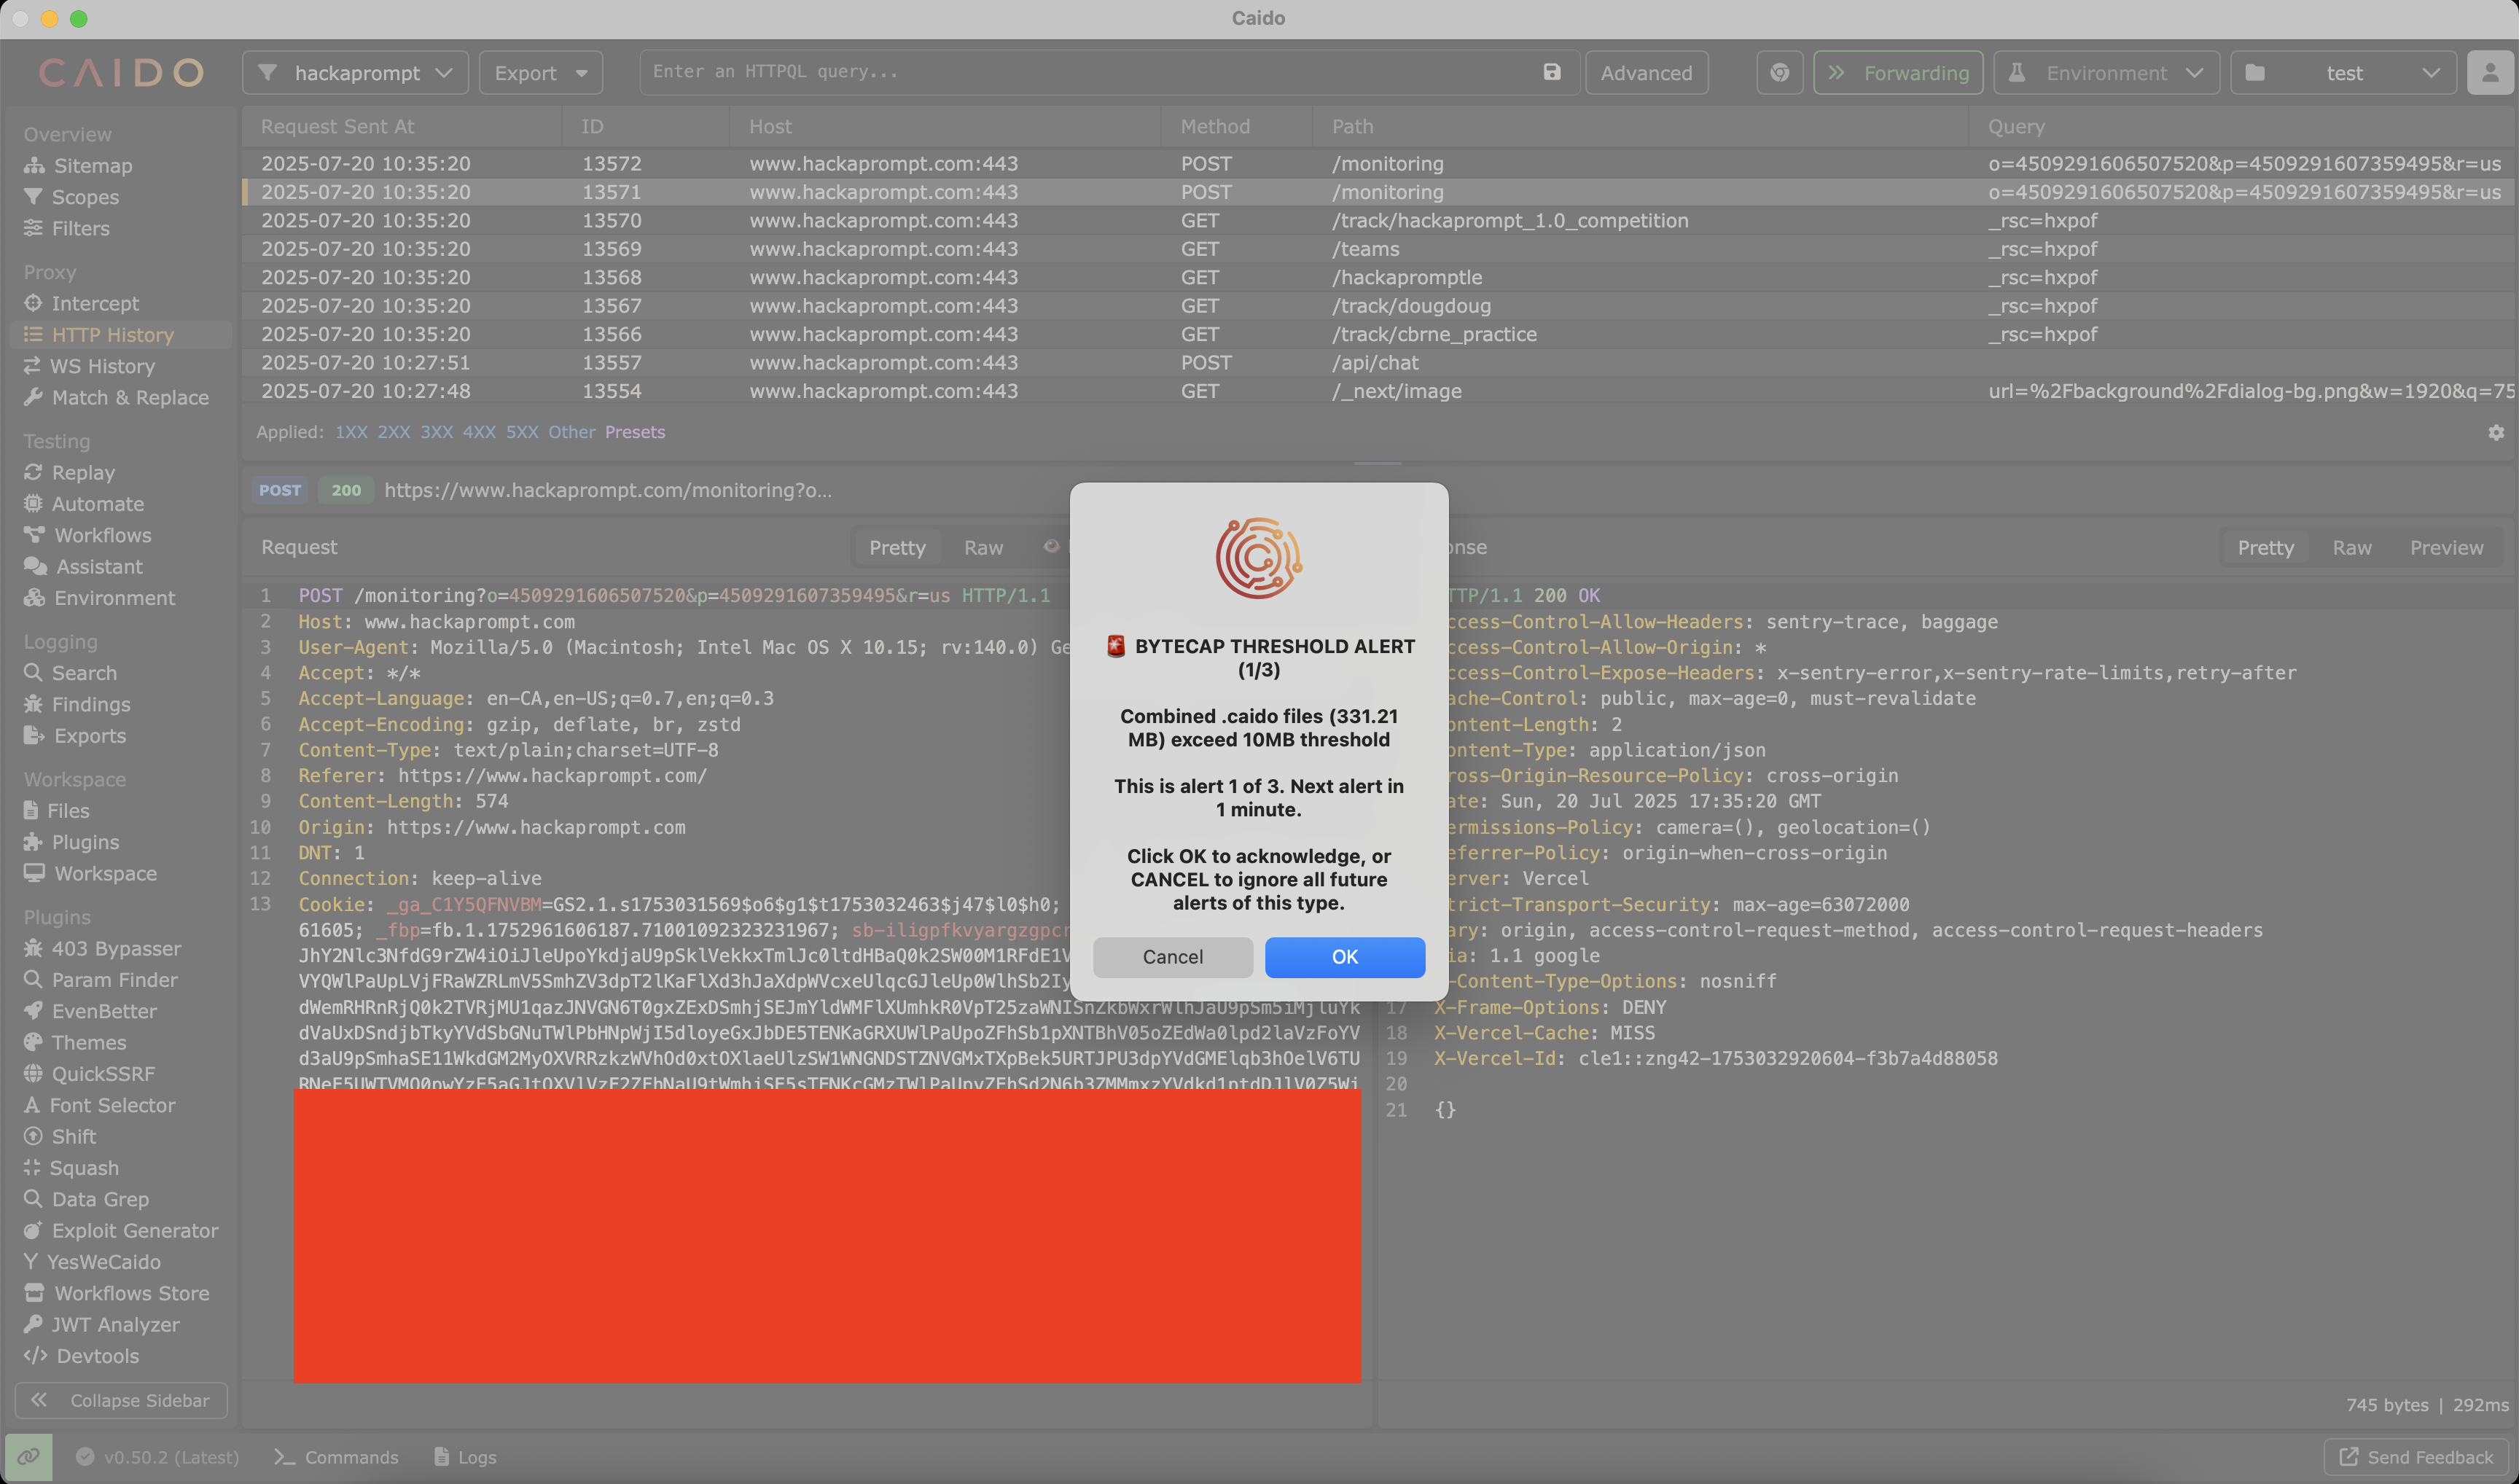 Caido
CAIDO
hackaprompt
Export
Enter an HTTPQL query...
Advanced
Forwarding
Environment
test
Overview
Sitemap
Scopes
Filters
Proxy
Intercept
HTTP History
WS History
Match & Replace
Testing
Replay
Automate
Workflows
Assistant
Environment
Logging
Search
Findings
Exports
Workspace
Files
Plugins
Workspace
Plugins
403 Bypasser
Param Finder
EvenBetter
Themes
QuickSSRF
Font Selector
Shift
Squash
Data Grep
Exploit Generator
YesWeCaido
Workflows Store
JWT Analyzer
Devtools
Collapse Sidebar
Request Sent At ID Host Method Path Query
2025-07-20 10:35:20 13572 www.hackaprompt.com:443 POST /monitoring o=4509291606507520&p=4509291607359495&r=us
2025-07-20 10:35:20 13571 www.hackaprompt.com:443 POST /monitoring o=4509291606507520&p=4509291607359495&r=us
2025-07-20 10:35:20 13570 www.hackaprompt.com:443 GET /track/hackaprompt_1.0_competition _rsc=hxpof
2025-07-20 10:35:20 13569 www.hackaprompt.com:443 GET /teams _rsc=hxpof
2025-07-20 10:35:20 13568 www.hackaprompt.com:443 GET /hackapromptle _rsc=hxpof
2025-07-20 10:35:20 13567 www.hackaprompt.com:443 GET /track/dougdoug _rsc=hxpof
2025-07-20 10:35:20 13566 www.hackaprompt.com:443 GET /track/cbrne_practice _rsc=hxpof
2025-07-20 10:27:51 13557 www.hackaprompt.com:443 POST /api/chat
2025-07-20 10:27:48 13554 www.hackaprompt.com:443 GET /_next/image url=%2Fbackground%2Fdialog-bg.png&w=1920&q=75
Applied: 1XX 2XX 3XX 4XX 5XX Other Presets
POST 200 https://www.hackaprompt.com/monitoring?o...
Request Pretty Raw
1 POST /monitoring?o=4509291606507520&p=4509291607359495&r=us HTTP/1.1
2 Host: www.hackaprompt.com
3 User-Agent: Mozilla/5.0 (Macintosh; Intel Mac OS X 10.15; rv:140.0) Ge
4 Accept: */*
5 Accept-Language: en-CA,en-US;q=0.7,en;q=0.3
6 Accept-Encoding: gzip, deflate, br, zstd
7 Content-Type: text/plain;charset=UTF-8
8 Referer: https://www.hackaprompt.com/
9 Content-Length: 574
10 Origin: https://www.hackaprompt.com
11 DNT: 1
12 Connection: keep-alive
13 Cookie: _ga_C1Y5QFNVBM=GS2.1.s1753031569$o6$g1$t1753032463$j47$l0$h0;
61605; _fbp=fb.1.1752961606187.71001092323231967;
🚨 BYTECAP THRESHOLD ALERT
(1/3)
Combined .caido files (331.21
MB) exceed 10MB threshold
This is alert 1 of 3. Next alert in
1 minute.
Click OK to acknowledge, or
CANCEL to ignore all future
alerts of this type.
Cancel
OK
onse Pretty Raw Preview
TTP/1.1 200 OK
ccess-Control-Allow-Headers: sentry-trace, baggage
ccess-Control-Allow-Origin: *
ccess-Control-Expose-Headers: x-sentry-error,x-sentry-rate-limits,retry-after
ache-Control: public, max-age=0, must-revalidate
ontent-Length: 2
ontent-Type: application/json
ross-Origin-Resource-Policy: cross-origin
ate: Sun, 20 Jul 2025 17:35:20 GMT
ermissions-Policy: camera=(), geolocation=()
eferrer-Policy: origin-when-cross-origin
erver: Vercel
trict-Transport-Security: max-age=63072000
ary: origin, access-control-request-method, access-control-request-headers
ia: 1.1 google
-Content-Type-Options: nosniff
17 X-Frame-Options: DENY
18 X-Vercel-Cache: MISS
19 X-Vercel-Id: cle1::zng42-1753032920604-f3b7a4d88058
20
21 {}
745 bytes | 292ms
v0.50.2 (Latest)
Commands
Logs
Send Feedback